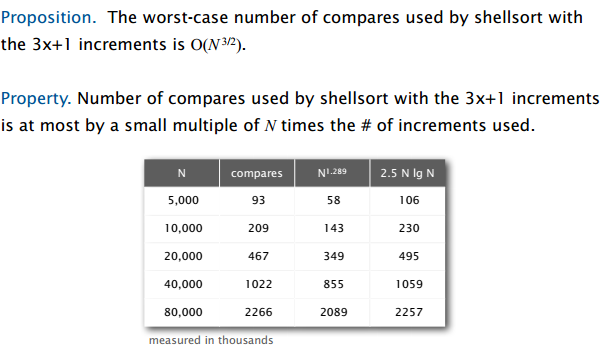 Proposition. The worst-case number of compares used by shellsort with
the 3x+1 increments is O(N^3/2).
Property. Number of compares used by shellsort with the 3x+1 increments
is at most by a small multiple of N times the # of increments used.
N compares N^1.289 2.5 N lg N
5,000 93 58 106
10,000 209 143 230
20,000 467 349 495
40,000 1022 855 1059
80,000 2266 2089 2257
measured in thousands